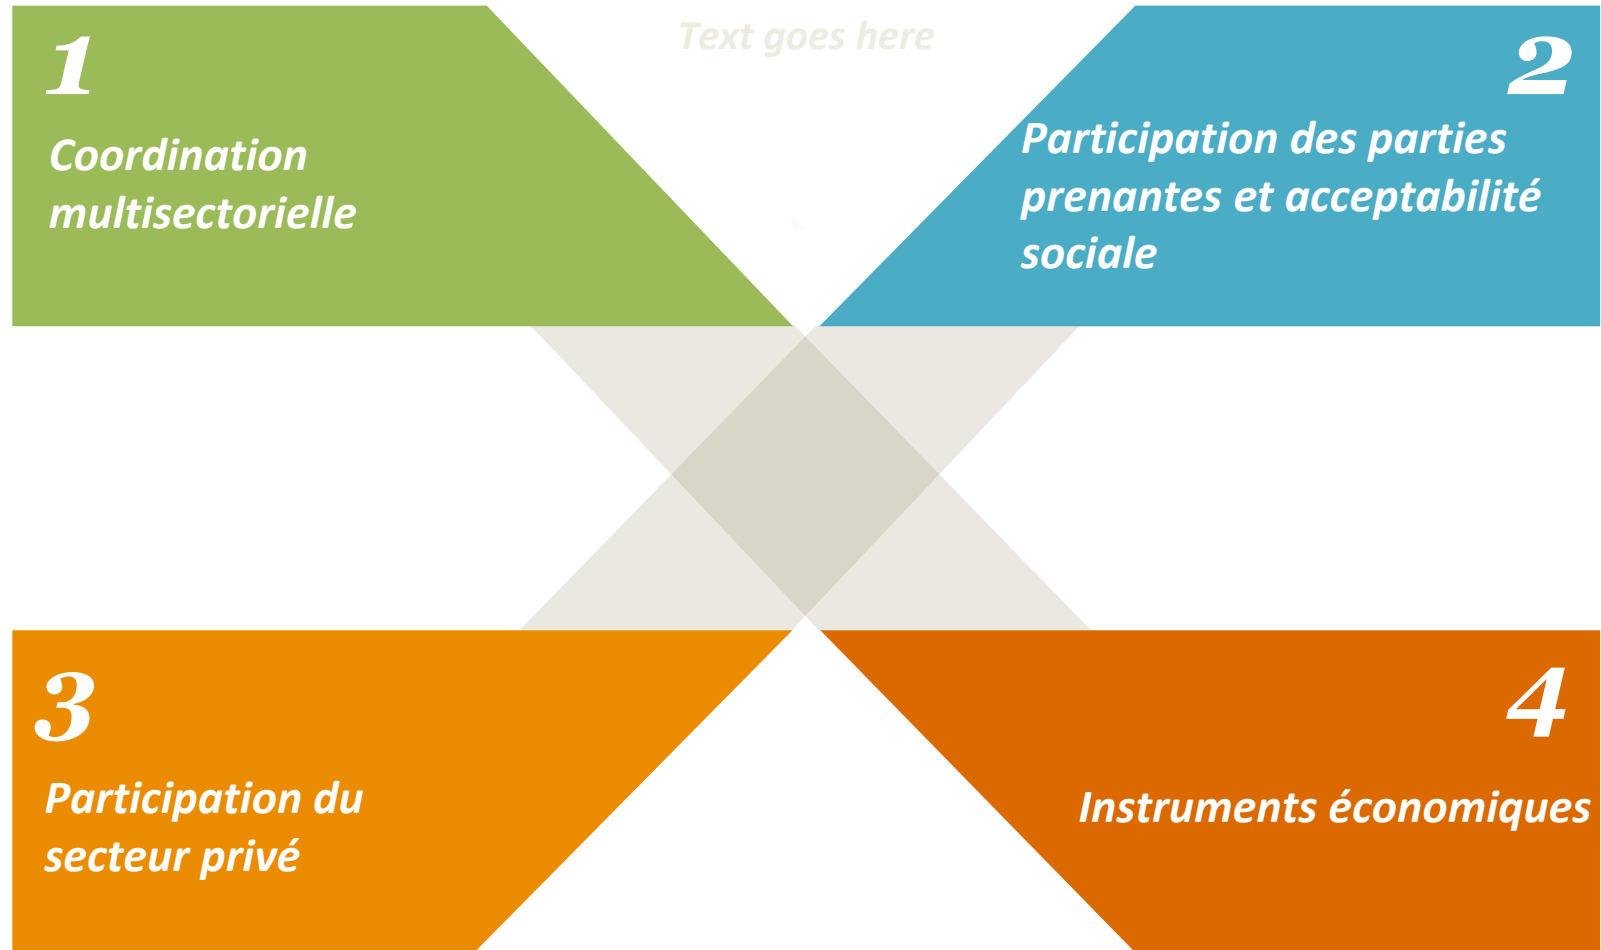 Text goes here
1
Coordination
multisectorielle
2
Participation des parties
prenantes et acceptabilité
sociale
3
Participation du
secteur privé
4
Instruments économiques